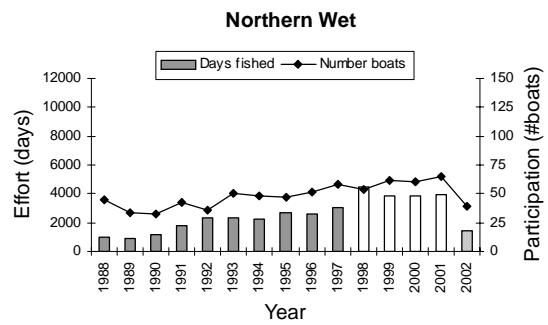 Northern Wet
Days fished Number boats
12000 150
10000 125
8000 100
6000 75
4000 50
2000 25
0 0
Effort (days)
Participation (#boats)
1988 1989 1990 1991 1992 1993 1994 1995 1996 1997 1998 1999 2000 2001 2002
Year